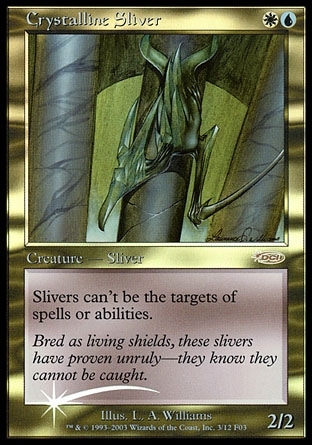 Crystalline Sliver
DCI
Creature — Sliver
Slivers can't be the targets of
spells or abilities.
Bred as living shields, these slivers
have proven unruly—they know they
cannot be caught.
Illus. L. A. Williams
™ & © 1993–2003 Wizards of the Coast, Inc. 3/12 F03
2/2